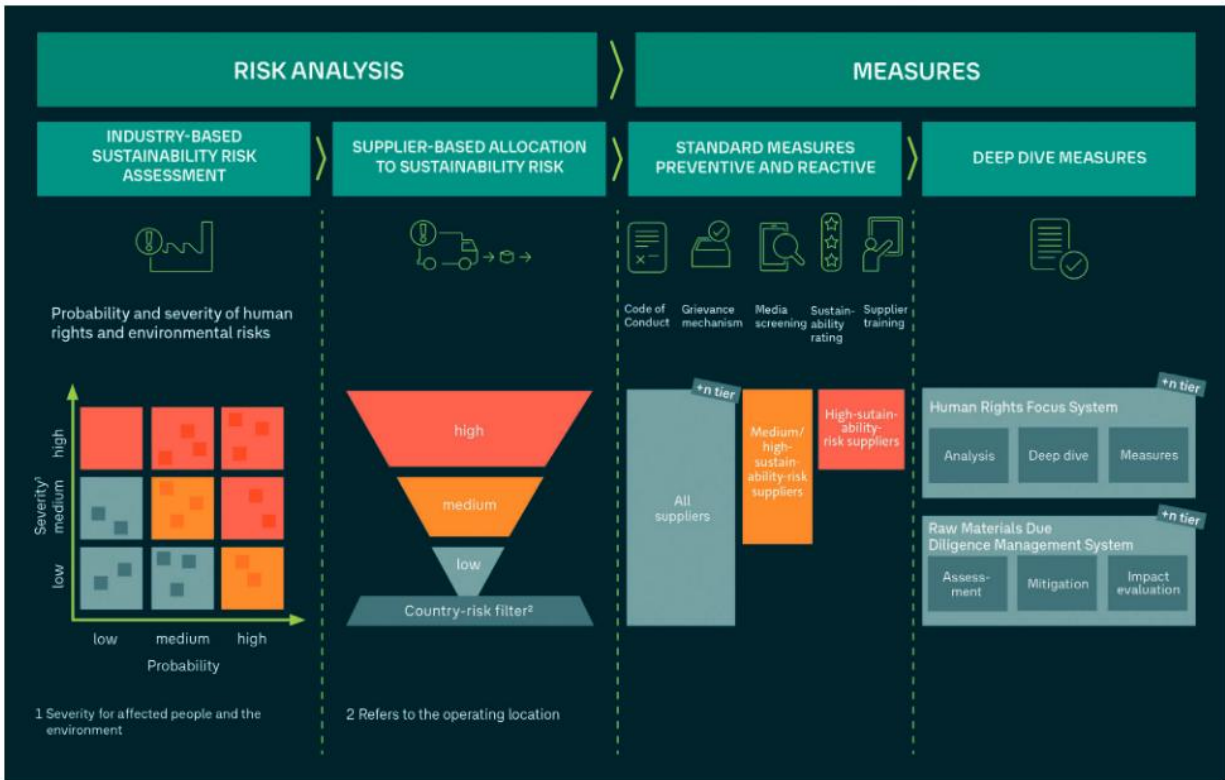 RISK ANALYSIS
MEASURES
INDUSTRY-BASED
SUSTAINABILITY RISK
ASSESSMENT
SUPPLIER-BASED ALLOCATION
TO SUSTAINABILITY RISK
STANDARD MEASURES
PREVENTIVE AND REACTIVE
DEEP DIVE MEASURES
Probability and severity of human
rights and environmental risks
high
medium
low
Severity¹
low
medium
high
Probability
1 Severity for affected people and the
environment
high
medium
low
Country-risk filter²
2 Refers to the operating location
Code of
Conduct
Grievance
mechanism
Media
screening
Sustain-
ability
rating
Supplier
training
+n tier
All
suppliers
Medium/
high-
sustain-
ability-risk
suppliers
High-sutain-
ability-
risk suppliers
+n tier
Human Rights Focus System
Analysis
Deep dive
Measures
+n tier
Raw Materials Due
Diligence Management System
Assess-
ment
Mitigation
Impact
evaluation